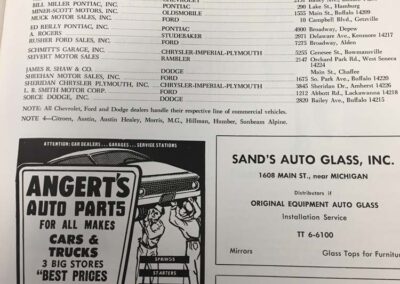 BILL MILLER PONTIAC, INC. PONTIAC 290 Lake St., Hamburg
MINER-SCOTT MOTORS, INC. OLDSMOBILE 1555 Main St., Buffalo 14209
MUCK MOTOR SALES, INC. FORD 10 Campbell Blvd., Getzville
ED REILLY PONTIAC, INC. PONTIAC 4900 Broadway, Depew
A. ROGERS STUDEBAKER 2971 Delaware Ave., Kenmore 14217
RUSHER FORD SALES, INC. FORD 7275 Broadway, Alden
SCHMITT'S GARAGE, INC. CHRYSLER-IMPERIAL-PLYMOUTH 5255 Genesee St., Bowmansville
SEIVERT MOTOR SALES RAMBLER 2147 Orchard Park Rd., West Seneca 14224
JAMES R. SHAW & CO. DODGE Main St., Chaffee
SHEEHAN MOTOR SALES, INC. FORD 1675 So. Park Ave., Buffalo 14220
SHERIDAN CHRYSLER PLYMOUTH, INC. CHRYSLER-IMPERIAL-PLYMOUTH 3845 Sheridan Dr., Amherst 14226
L. B. SMITH MOTOR CORP. FORD 1212 Abbott Rd., Lackawanna 14218
SORCE DODGE, INC. DODGE 2820 Bailey Ave., Buffalo 14215
NOTE: All Chevrolet, Ford and Dodge dealers handle their respective line of commercial vehicles.
NOTE 4—Citroen, Austin, Austin Healey, Morris, M.G., Hillman, Humber, Sunbeam Alpine.
ATTENTION: CAR DEALERS . . . GARAGES . . . SERVICE STATIONS
ANGERT'S
AUTO PARTS
FOR ALL MAKES
CARS &
TRUCKS
3 BIG STORES
"BEST PRICES
SPRINGS
STARTERS
SAND'S AUTO GLASS, INC.
1608 MAIN ST., near MICHIGAN
Distributors if
ORIGINAL EQUIPMENT AUTO GLASS
Installation Service
TT 6-6100
Mirrors Glass Tops for Furnitu